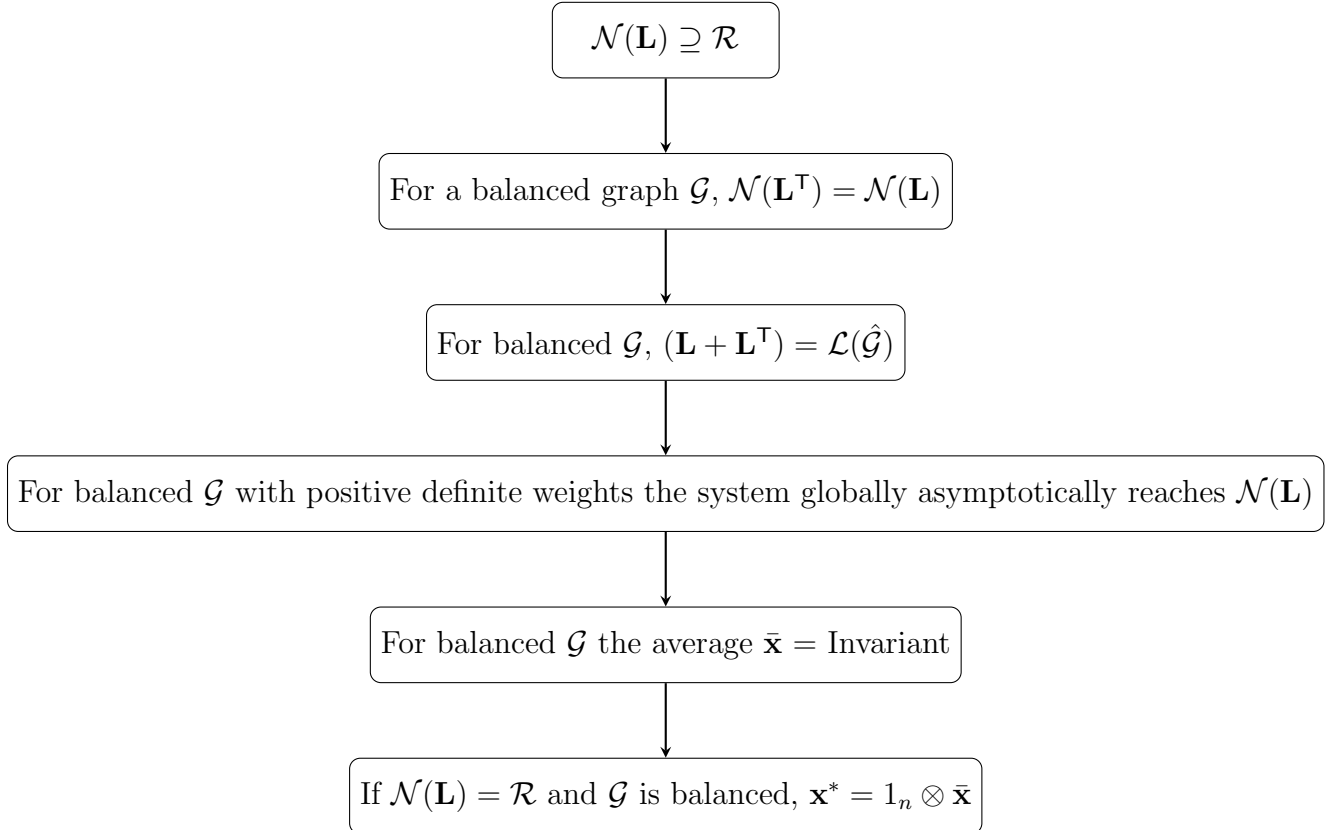 𝒩(𝐋) ⊇ ℛ
For a balanced graph 𝒢, 𝒩(𝐋ᵀ) = 𝒩(𝐋)
For balanced 𝒢, (𝐋 + 𝐋ᵀ) = 𝓛(𝒢̂)
For balanced 𝒢 with positive definite weights the system globally asymptotically reaches 𝒩(𝐋)
For balanced 𝒢 the average 𝐱̄ = Invariant
If 𝒩(𝐋) = ℛ and 𝒢 is balanced, 𝐱* = 1ₙ ⊗ 𝐱̄